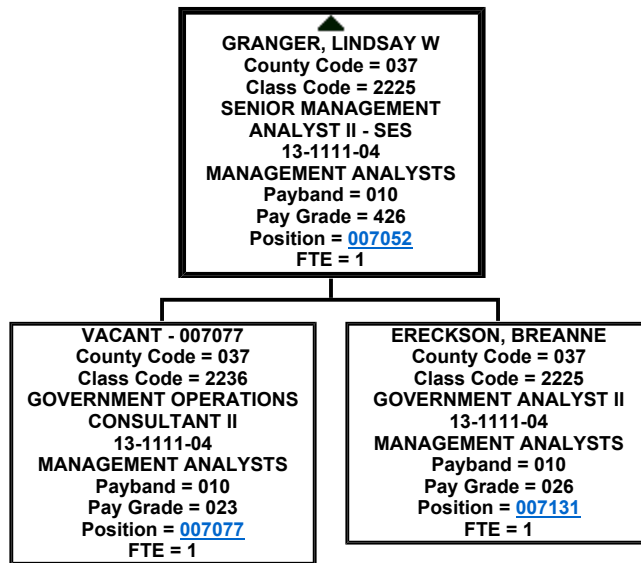 GRANGER, LINDSAY W
County Code = 037
Class Code = 2225
SENIOR MANAGEMENT
ANALYST II - SES
13-1111-04
MANAGEMENT ANALYSTS
Payband = 010
Pay Grade = 426
Position = 007052
FTE = 1
VACANT - 007077
County Code = 037
Class Code = 2236
GOVERNMENT OPERATIONS
CONSULTANT II
13-1111-04
MANAGEMENT ANALYSTS
Payband = 010
Pay Grade = 023
Position = 007077
FTE = 1
ERECKSON, BREANNE
County Code = 037
Class Code = 2225
GOVERNMENT ANALYST II
13-1111-04
MANAGEMENT ANALYSTS
Payband = 010
Pay Grade = 026
Position = 007131
FTE = 1